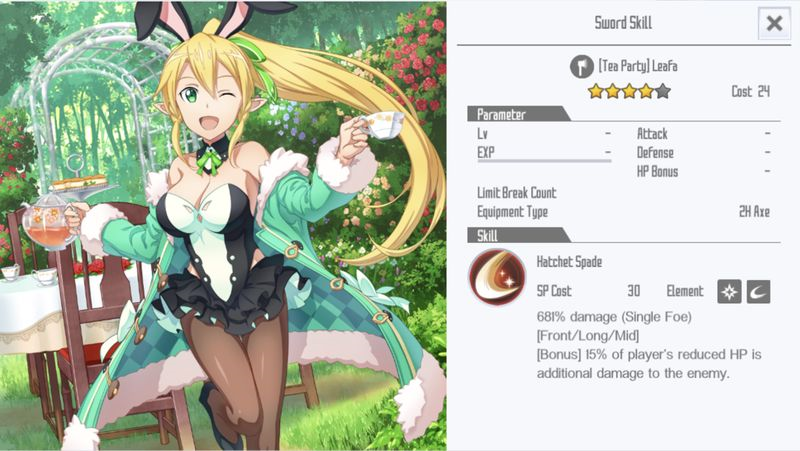 Sword Skill
[Tea Party] Leafa
Cost 24
Parameter
Lv - Attack -
EXP - Defense -
HP Bonus -
Limit Break Count
Equipment Type 2H Axe
Skill
Hatchet Spade
SP Cost 30 Element
681% damage (Single Foe)
[Front/Long/Mid]
[Bonus] 15% of player's reduced HP is
additional damage to the enemy.